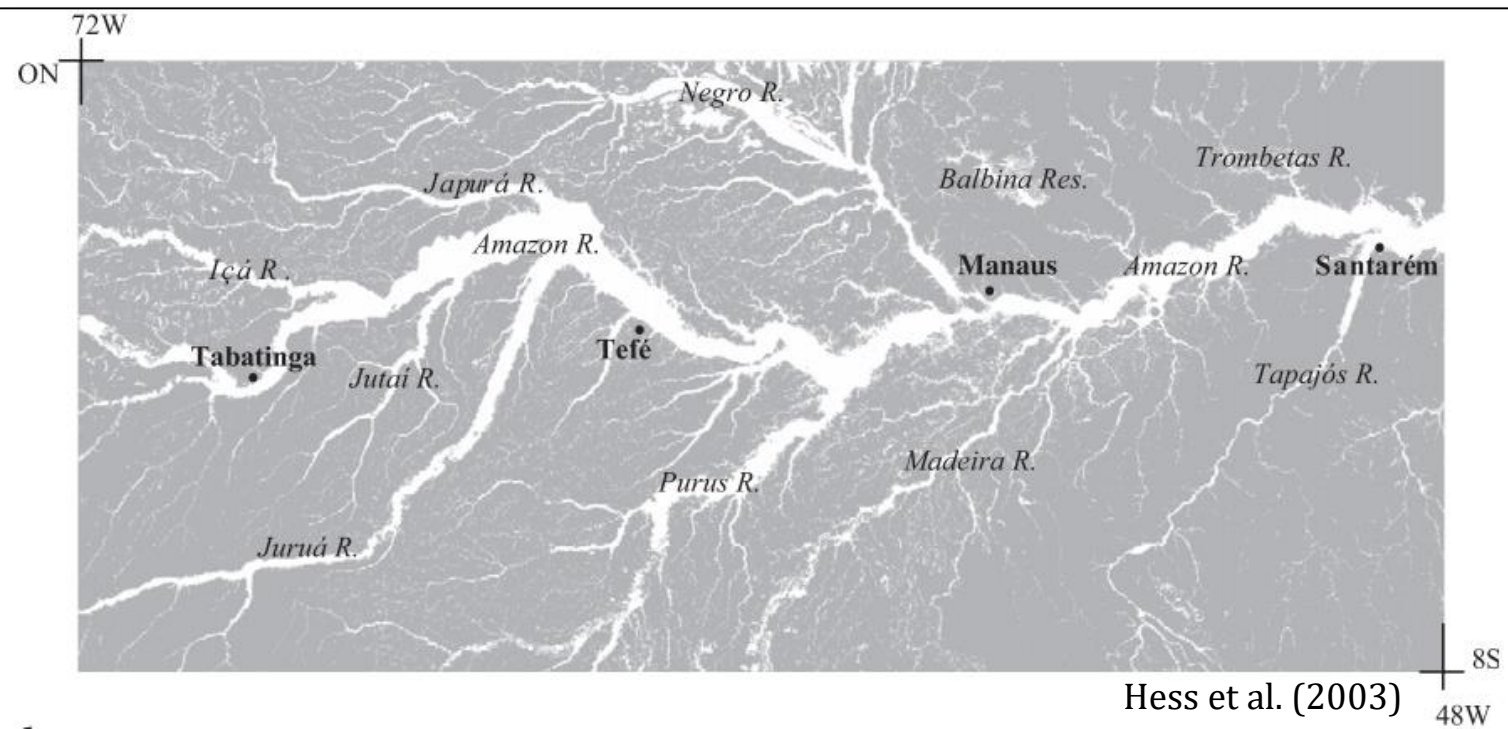 72W
ON
Negro R.
Trombetas R.
Balbina Res.
Japurá R.
Amazon R.
Içá R .
Manaus
Amazon R.
Santarém
Tabatinga
Tefé
Jutaí R.
Tapajós R.
Madeira R.
Purus R.
Juruá R.
8S
Hess et al. (2003)
48W